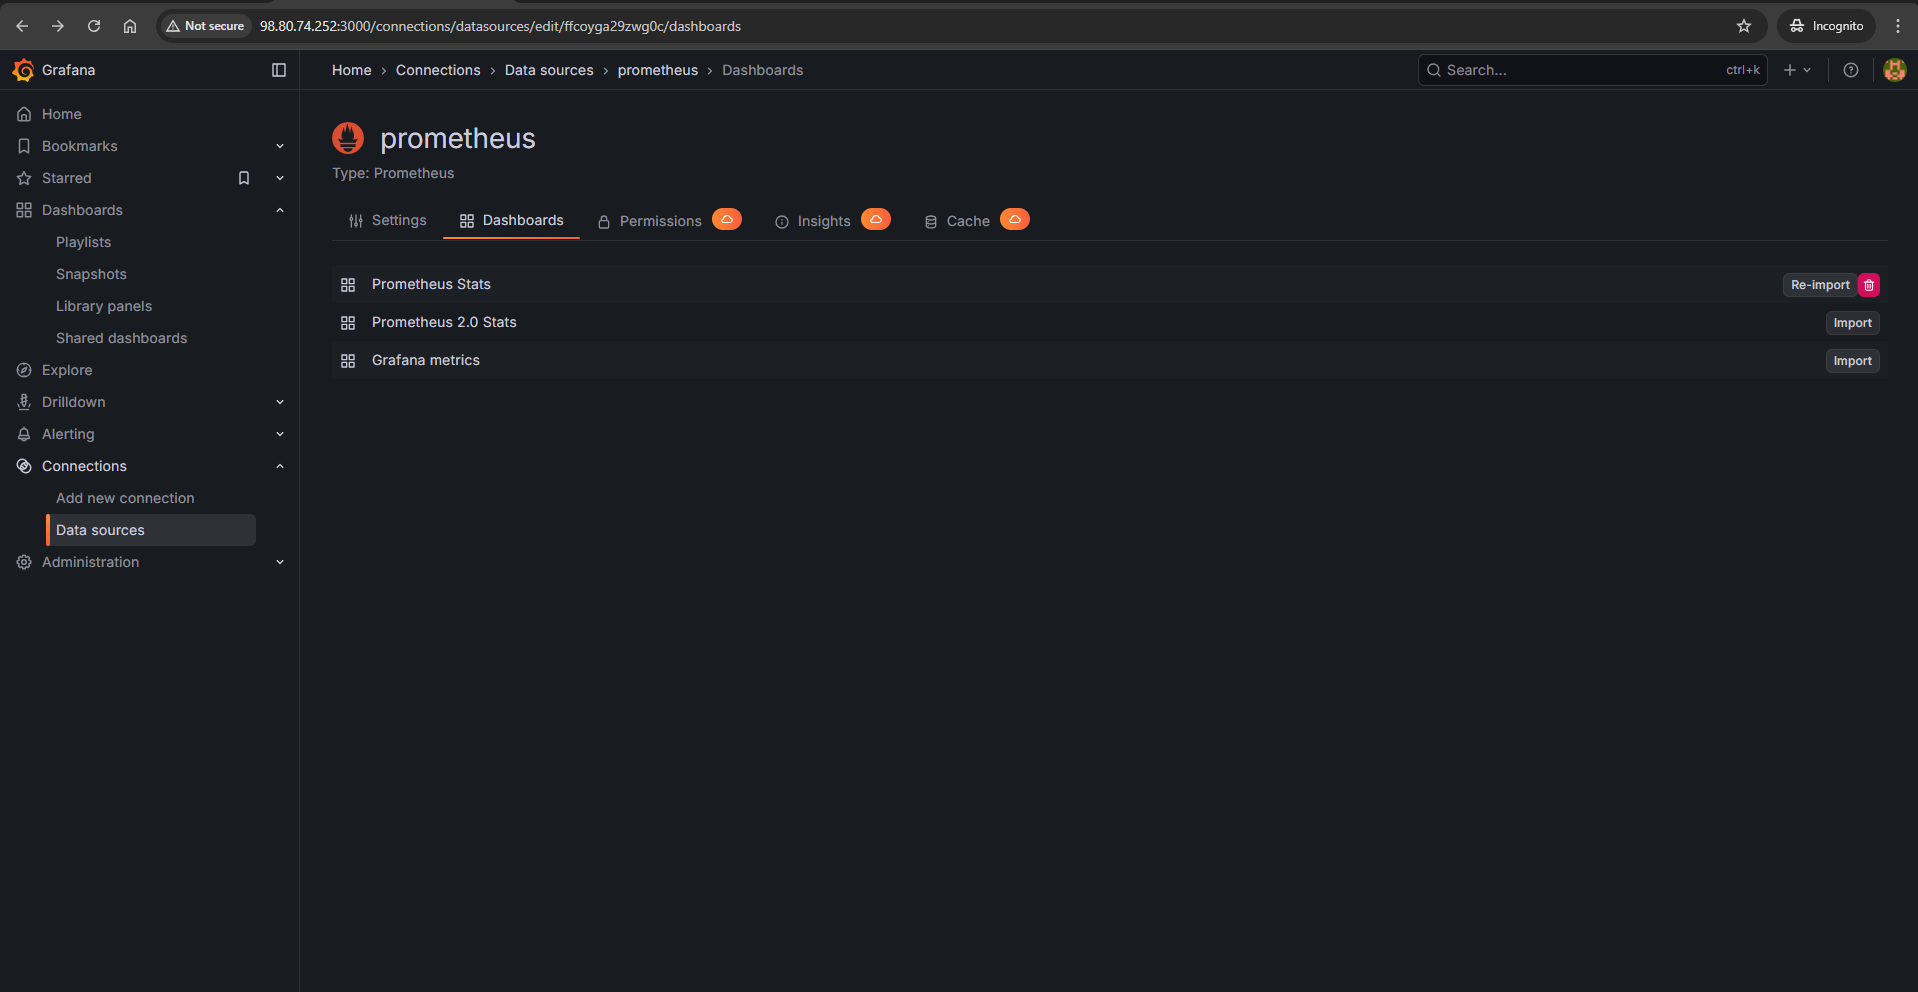 Not secure 98.80.74.252:3000/connections/datasources/edit/ffcoyga29zwg0c/dashboards Incognito
Grafana
Home › Connections › Data sources › prometheus › Dashboards
Search... ctrl+k
Home
Bookmarks
Starred
Dashboards
Playlists
Snapshots
Library panels
Shared dashboards
Explore
Drilldown
Alerting
Connections
Add new connection
Data sources
Administration
prometheus
Type: Prometheus
Settings Dashboards Permissions Insights Cache
Prometheus Stats Re-import
Prometheus 2.0 Stats Import
Grafana metrics Import